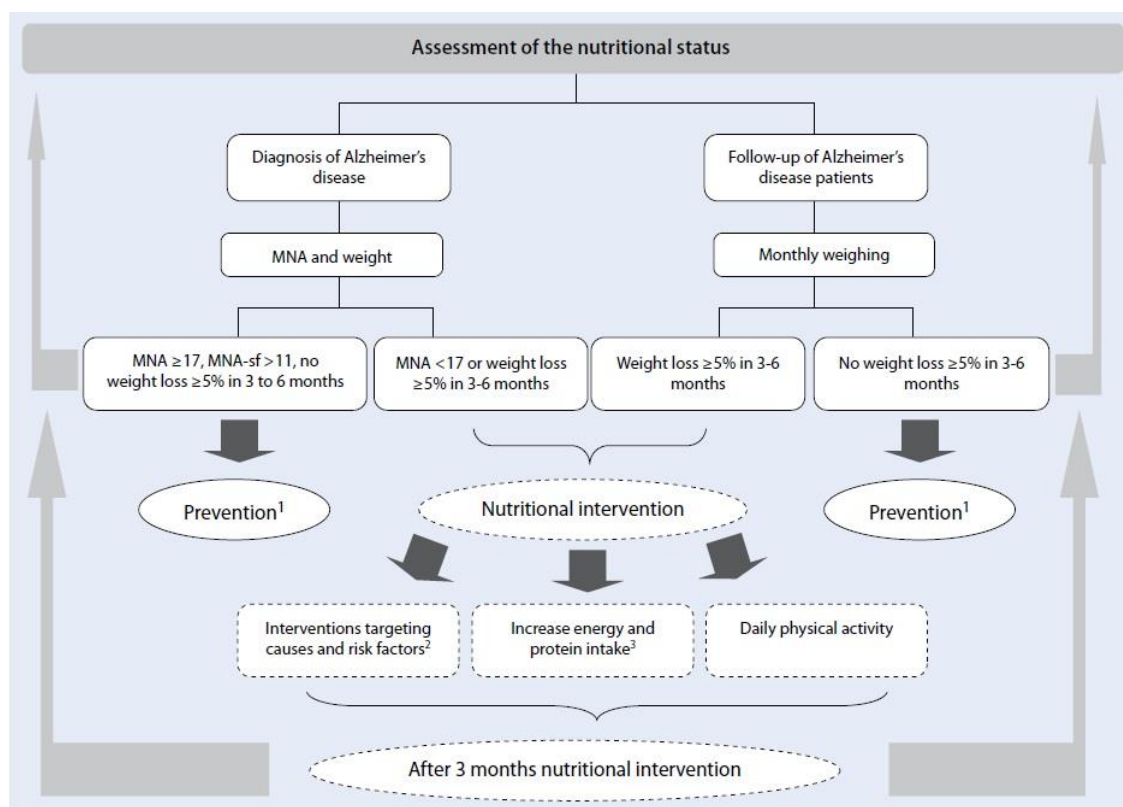 Assessment of the nutritional status
Diagnosis of Alzheimer's
disease
Follow-up of Alzheimer's
disease patients
MNA and weight
Monthly weighing
MNA ≥17, MNA-sf >11, no
weight loss ≥5% in 3 to 6 months
MNA <17 or weight loss
≥5% in 3-6 months
Weight loss ≥5% in 3-6
months
No weight loss ≥5% in 3-6
months
Prevention¹
Nutritional intervention
Prevention¹
Interventions targeting
causes and risk factors²
Increase energy and
protein intake³
Daily physical activity
After 3 months nutritional intervention